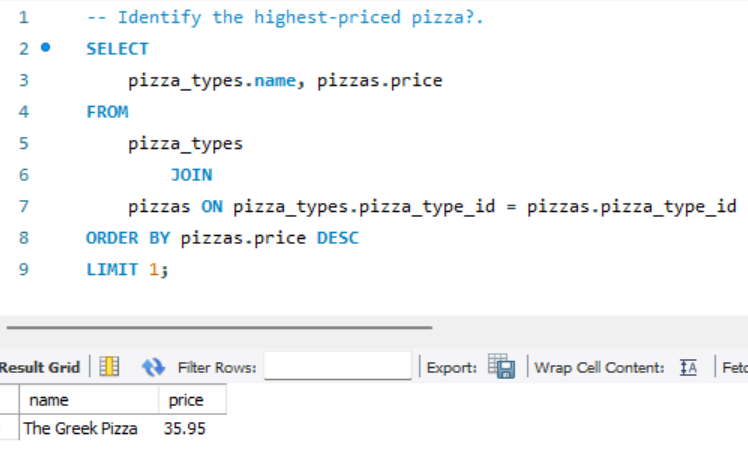 1 -- Identify the highest-priced pizza?.
2 SELECT
3 pizza_types.name, pizzas.price
4 FROM
5 pizza_types
6 JOIN
7 pizzas ON pizza_types.pizza_type_id = pizzas.pizza_type_id
8 ORDER BY pizzas.price DESC
9 LIMIT 1;
Result Grid Filter Rows: Export: Wrap Cell Content: Fetc
name price
The Greek Pizza 35.95